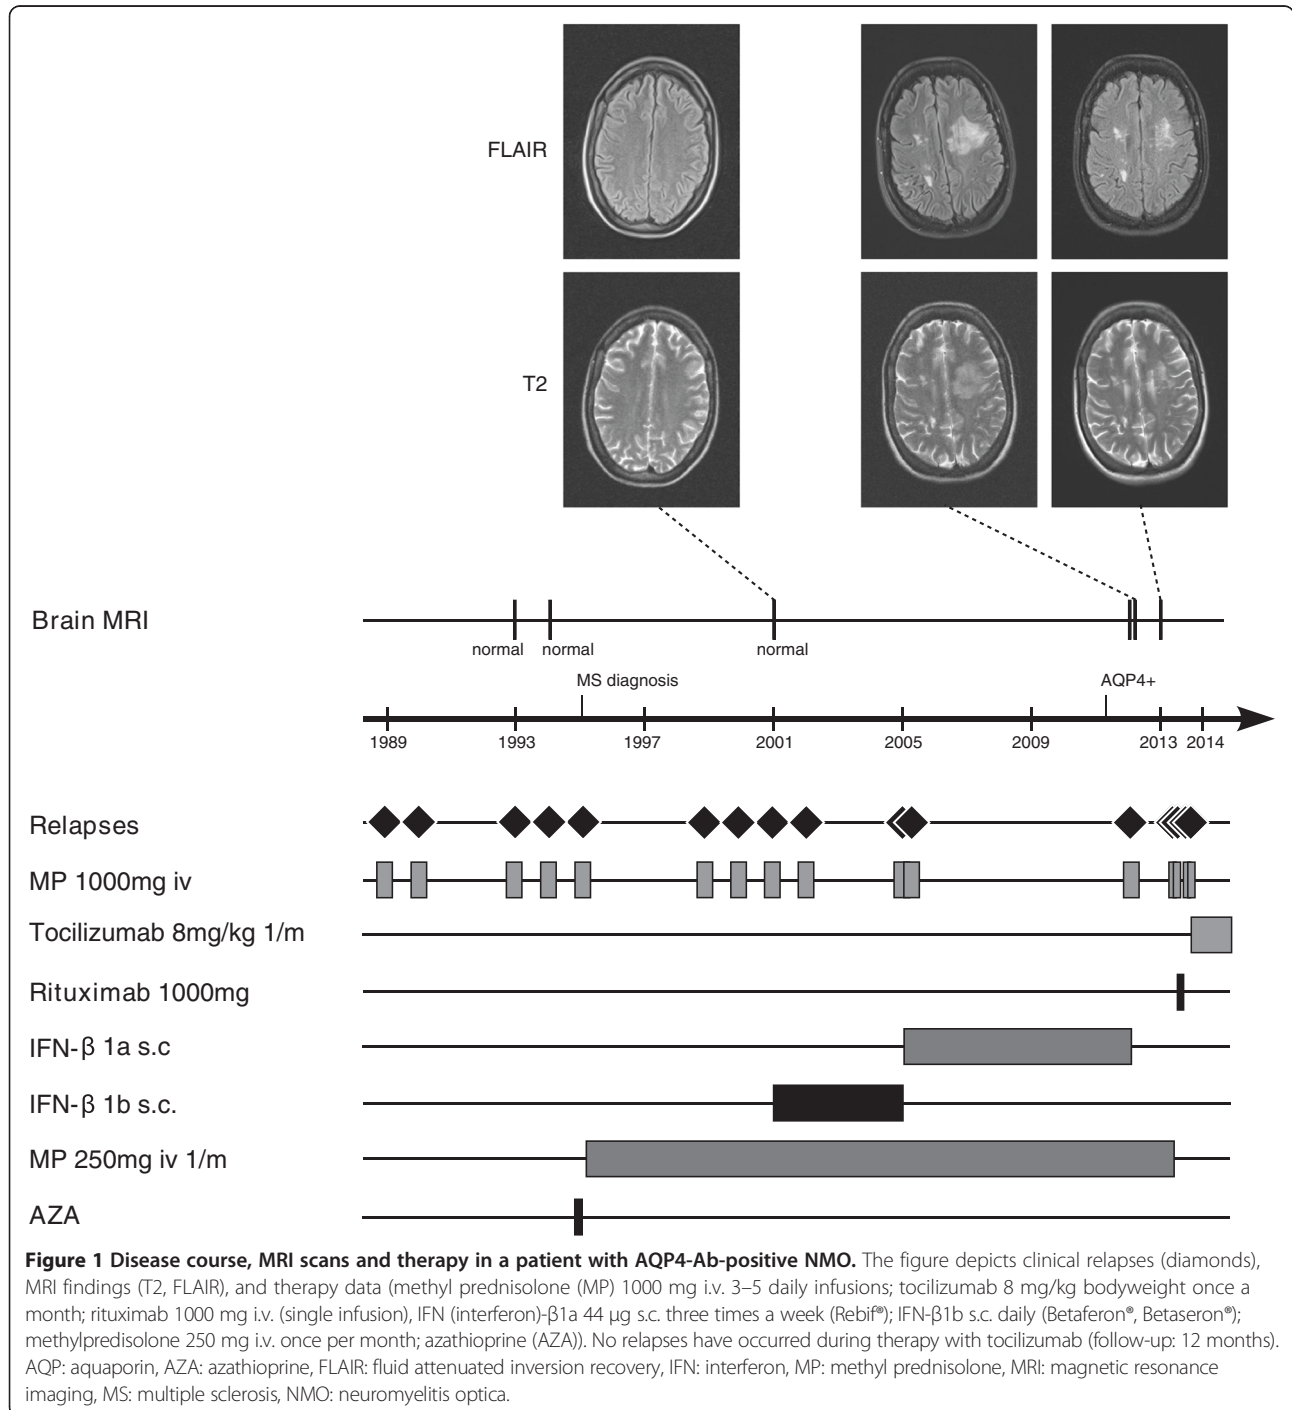 FLAIR
T2
Brain MRI
normal normal normal
MS diagnosis AQP4+
1989 1993 1997 2001 2005 2009 2013 2014
Relapses
MP 1000mg iv
Tocilizumab 8mg/kg 1/m
Rituximab 1000mg
IFN-β 1a s.c
IFN-β 1b s.c.
MP 250mg iv 1/m
AZA
Figure 1 Disease course, MRI scans and therapy in a patient with AQP4-Ab-positive NMO. The figure depicts clinical relapses (diamonds),
MRI findings (T2, FLAIR), and therapy data (methyl prednisolone (MP) 1000 mg i.v. 3–5 daily infusions; tocilizumab 8 mg/kg bodyweight once a
month; rituximab 1000 mg i.v. (single infusion), IFN (interferon)-β1a 44 μg s.c. three times a week (Rebif®); IFN-β1b s.c. daily (Betaferon®, Betaseron®);
methylpredisolone 250 mg i.v. once per month; azathioprine (AZA)). No relapses have occurred during therapy with tocilizumab (follow-up: 12 months).
AQP: aquaporin, AZA: azathioprine, FLAIR: fluid attenuated inversion recovery, IFN: interferon, MP: methyl prednisolone, MRI: magnetic resonance
imaging, MS: multiple sclerosis, NMO: neuromyelitis optica.